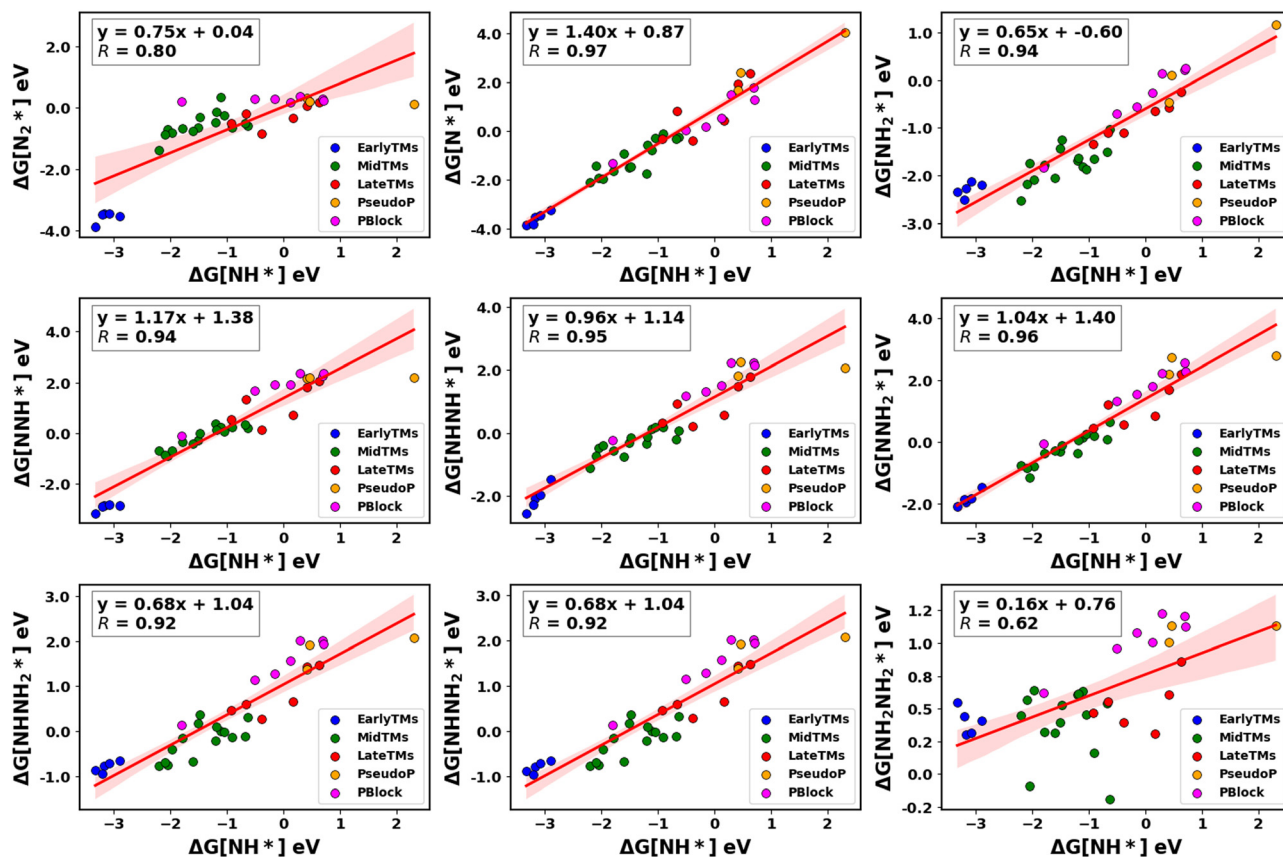 y = 0.75x + 0.04
R = 0.80
ΔG[N₂*] eV
2.0
0.0
-2.0
-4.0
EarlyTMs
MidTMs
LateTMs
PseudoP
PBlock
−3 −2 −1 0 1 2
ΔG[NH*] eV
y = 1.40x + 0.87
R = 0.97
ΔG[N*] eV
4.0
2.0
0.0
-2.0
-4.0
EarlyTMs
MidTMs
LateTMs
PseudoP
PBlock
−3 −2 −1 0 1 2
ΔG[NH*] eV
y = 0.65x + -0.60
R = 0.94
ΔG[NH₂*] eV
1.0
0.0
-1.0
-2.0
-3.0
EarlyTMs
MidTMs
LateTMs
PseudoP
PBlock
−3 −2 −1 0 1 2
ΔG[NH*] eV
y = 1.17x + 1.38
R = 0.94
ΔG[NNH*] eV
4.0
2.0
0.0
-2.0
EarlyTMs
MidTMs
LateTMs
PseudoP
PBlock
−3 −2 −1 0 1 2
ΔG[NH*] eV
y = 0.96x + 1.14
R = 0.95
ΔG[NHNH*] eV
4.0
2.0
0.0
-2.0
EarlyTMs
MidTMs
LateTMs
PseudoP
PBlock
−3 −2 −1 0 1 2
ΔG[NH*] eV
y = 1.04x + 1.40
R = 0.96
ΔG[NNH₂*] eV
4.0
2.0
0.0
-2.0
EarlyTMs
MidTMs
LateTMs
PseudoP
PBlock
−3 −2 −1 0 1 2
ΔG[NH*] eV
y = 0.68x + 1.04
R = 0.92
ΔG[NHNH₂*] eV
3.0
2.0
1.0
0.0
-1.0
EarlyTMs
MidTMs
LateTMs
PseudoP
PBlock
−3 −2 −1 0 1 2
ΔG[NH*] eV
y = 0.68x + 1.04
R = 0.92
ΔG[NHNH₂*] eV
3.0
2.0
1.0
0.0
-1.0
EarlyTMs
MidTMs
LateTMs
PseudoP
PBlock
−3 −2 −1 0 1 2
ΔG[NH*] eV
y = 0.16x + 0.76
R = 0.62
ΔG[NH₂NH₂*] eV
1.2
1.0
0.8
0.5
0.2
0.0
-0.2
EarlyTMs
MidTMs
LateTMs
PseudoP
PBlock
−3 −2 −1 0 1 2
ΔG[NH*] eV